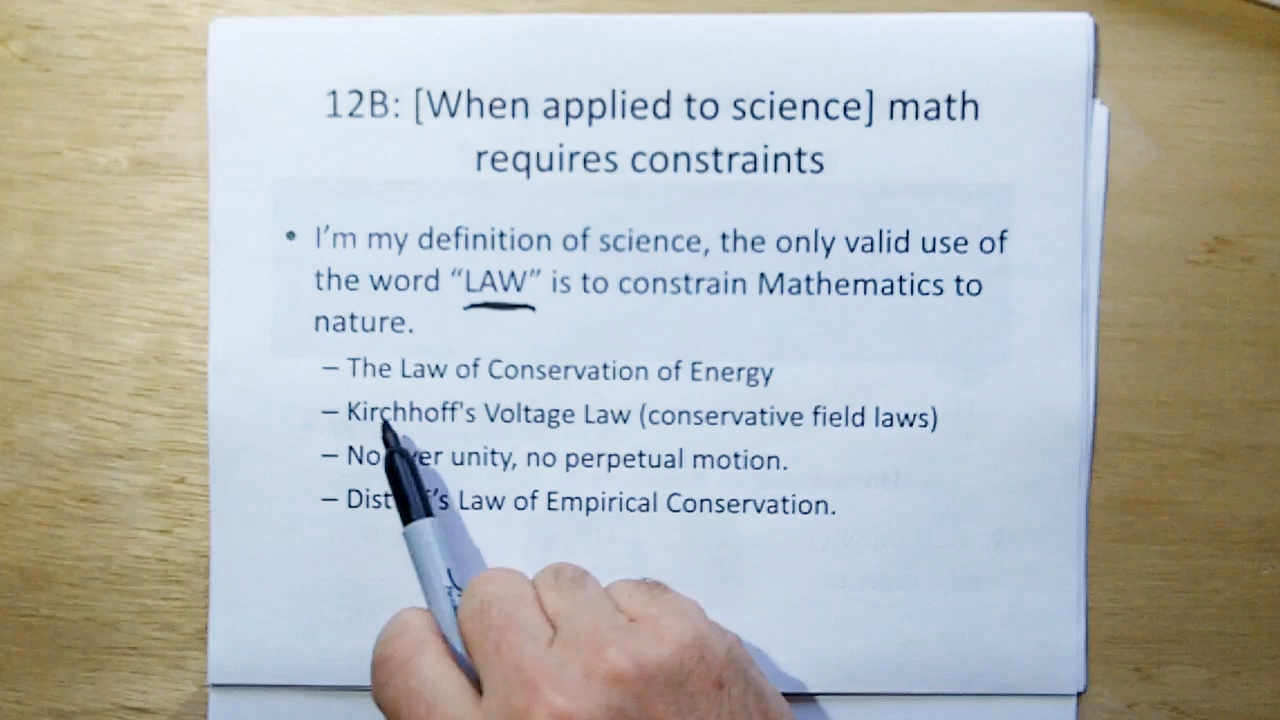 12B: [When applied to science] math
requires constraints
• I'm my definition of science, the only valid use of
the word “LAW” is to constrain Mathematics to
nature.
– The Law of Conservation of Energy
– Kirchhoff's Voltage Law (conservative field laws)
– No unity, no perpetual motion.
– Law of Empirical Conservation.